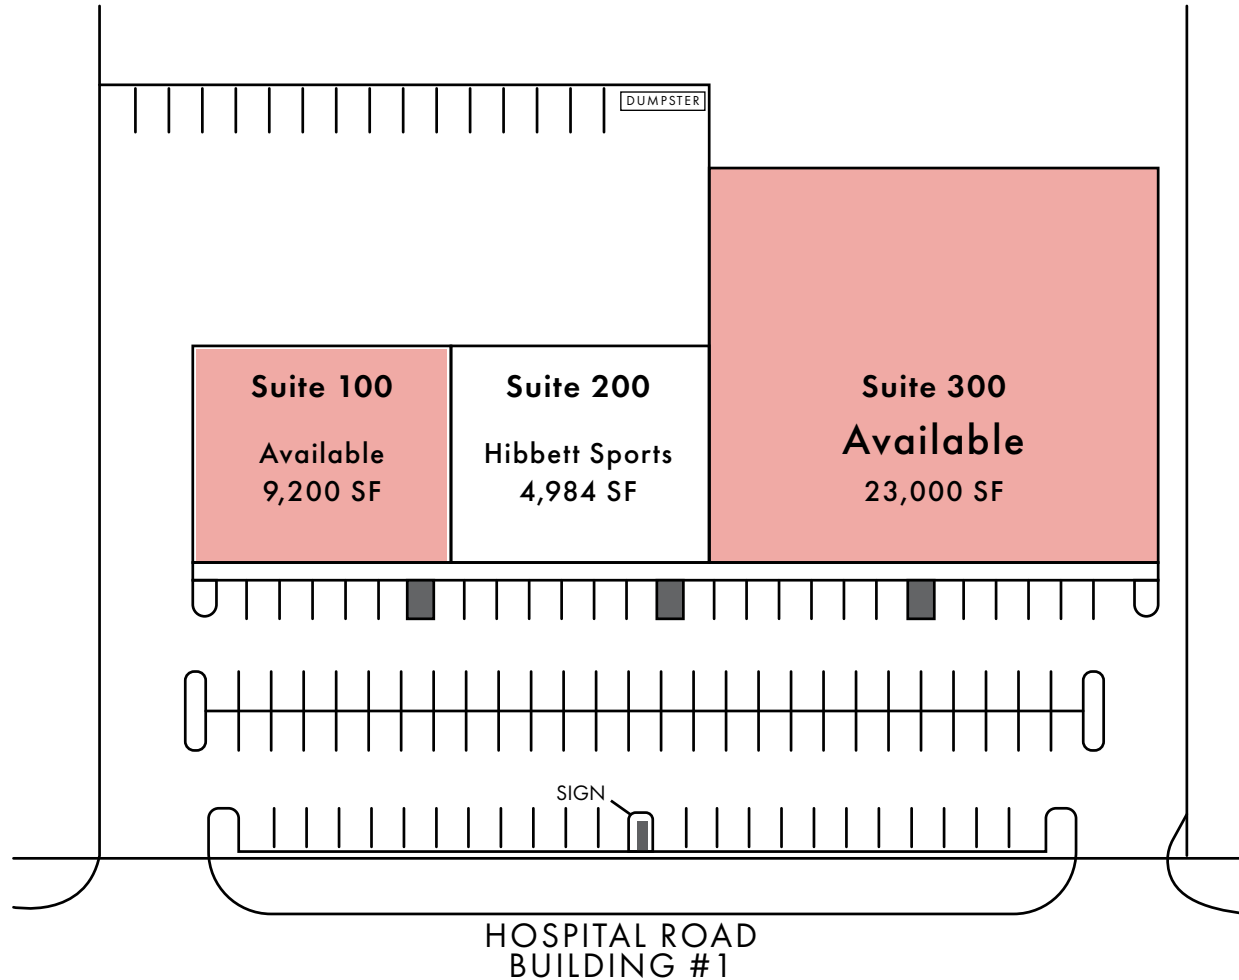 DUMPSTER
Suite 100
Available
9,200 SF
Suite 200
Hibbett Sports
4,984 SF
Suite 300
Available
23,000 SF
SIGN
HOSPITAL ROAD
BUILDING #1